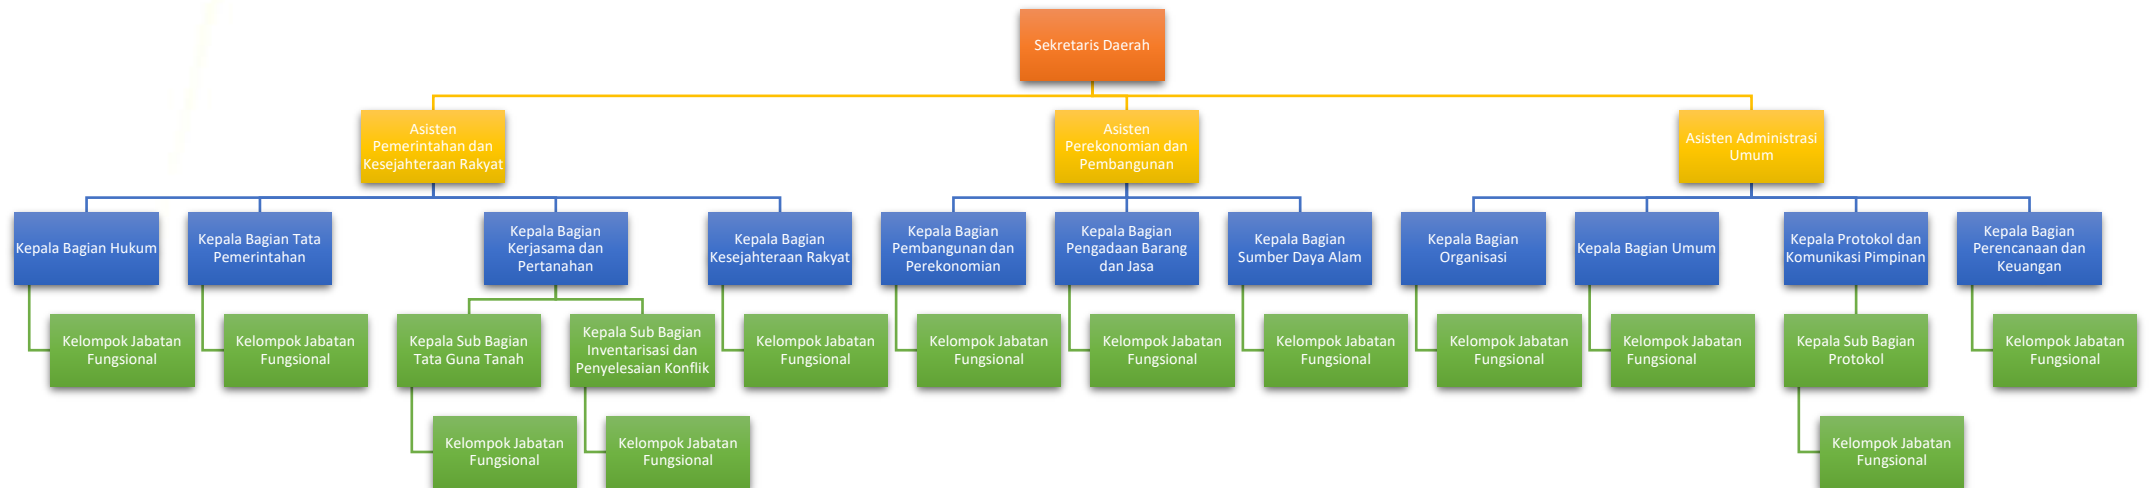 Sekretaris Daerah
Asisten
Pemerintahan dan
Kesejahteraan Rakyat
Asisten
Perekonomian dan
Pembangunan
Asisten Administrasi
Umum
Kepala Bagian Hukum
Kepala Bagian Tata
Pemerintahan
Kepala Bagian
Kerjasama dan
Pertanahan
Kepala Bagian
Kesejahteraan Rakyat
Kepala Bagian
Pembangunan dan
Perekonomian
Kepala Bagian
Pengadaan Barang
dan Jasa
Kepala Bagian
Sumber Daya Alam
Kepala Bagian
Organisasi
Kepala Bagian Umum
Kepala Protokol dan
Komunikasi Pimpinan
Kepala Bagian
Perencanaan dan
Keuangan
Kelompok Jabatan
Fungsional
Kelompok Jabatan
Fungsional
Kepala Sub Bagian
Tata Guna Tanah
Kepala Sub Bagian
Inventarisasi dan
Penyelesaian Konflik
Kelompok Jabatan
Fungsional
Kelompok Jabatan
Fungsional
Kelompok Jabatan
Fungsional
Kelompok Jabatan
Fungsional
Kelompok Jabatan
Fungsional
Kelompok Jabatan
Fungsional
Kepala Sub Bagian
Protokol
Kelompok Jabatan
Fungsional
Kelompok Jabatan
Fungsional
Kelompok Jabatan
Fungsional
Kelompok Jabatan
Fungsional